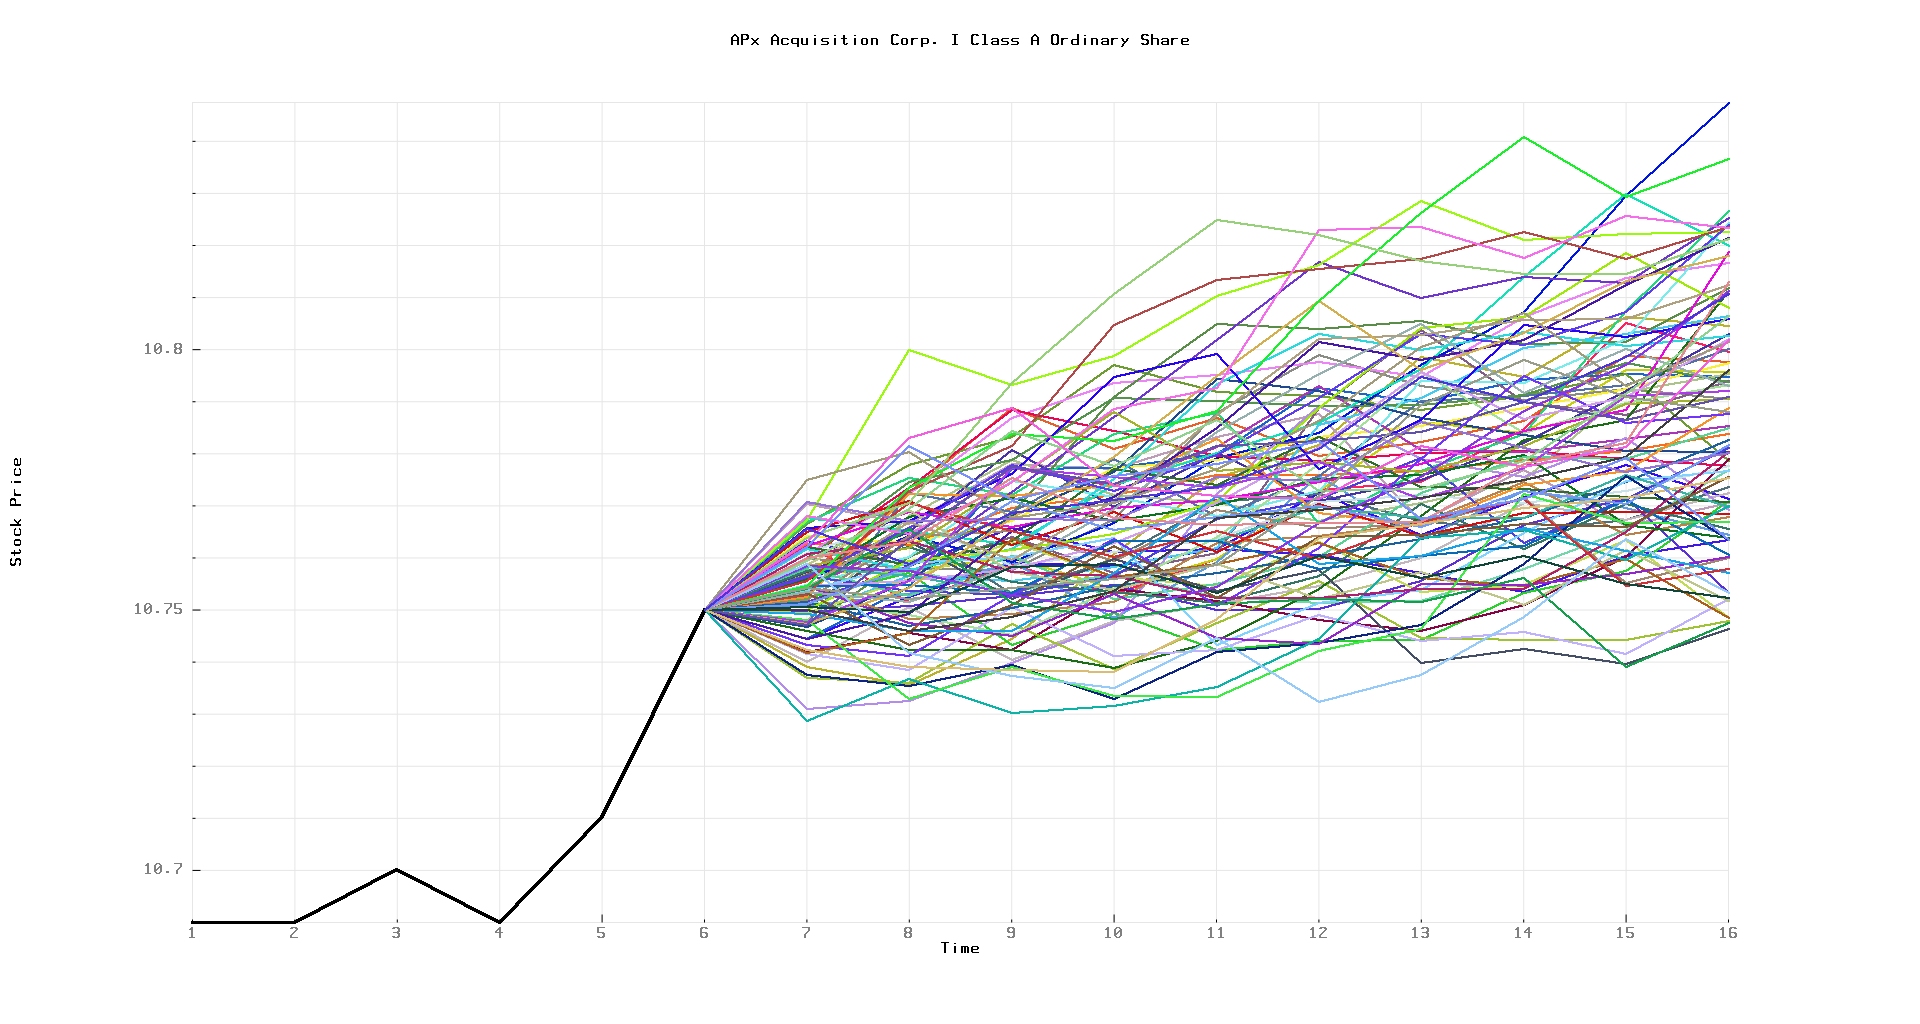 APx Acquisition Corp. I Class A Ordinary Share
Stock Price
10.8
10.75
10.7
1 2 3 4 5 6 7 8 9 10 11 12 13 14 15 16
Time